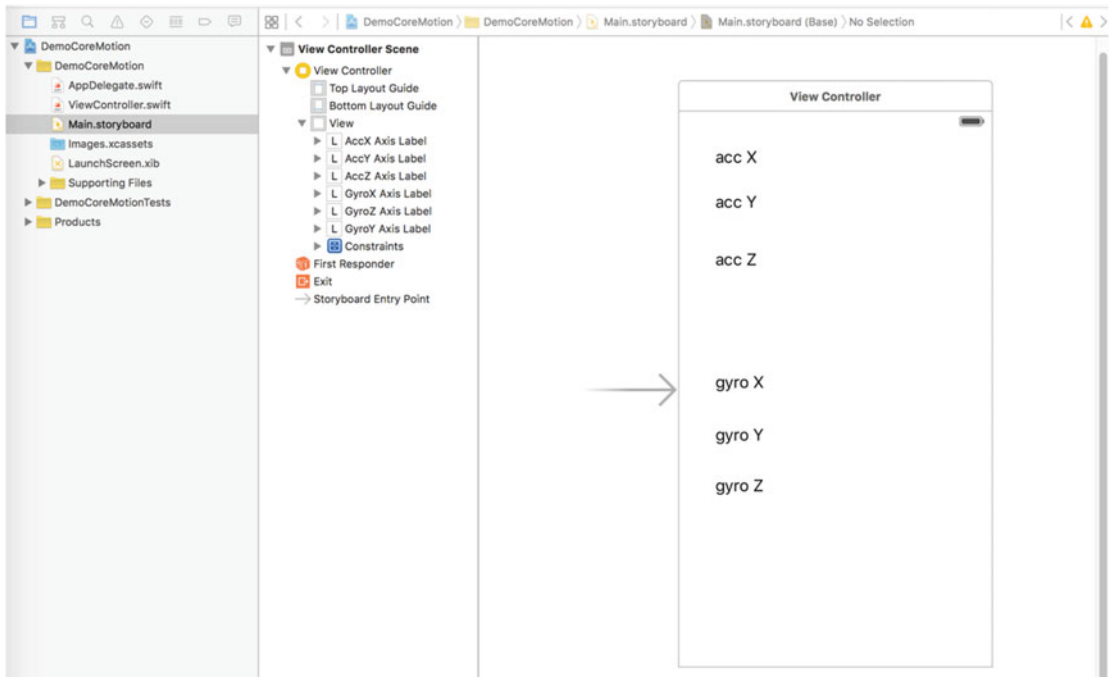 DemoCoreMotion DemoCoreMotion Main.storyboard Main.storyboard (Base) No Selection
DemoCoreMotion
DemoCoreMotion
AppDelegate.swift
ViewController.swift
Main.storyboard
Images.xcassets
LaunchScreen.xib
Supporting Files
DemoCoreMotionTests
Products
View Controller Scene
View Controller
Top Layout Guide
Bottom Layout Guide
View
L AccX Axis Label
L AccY Axis Label
L AccZ Axis Label
L GyroX Axis Label
L GyroZ Axis Label
L GyroY Axis Label
Constraints
First Responder
Exit
Storyboard Entry Point
View Controller
acc X
acc Y
acc Z
gyro X
gyro Y
gyro Z